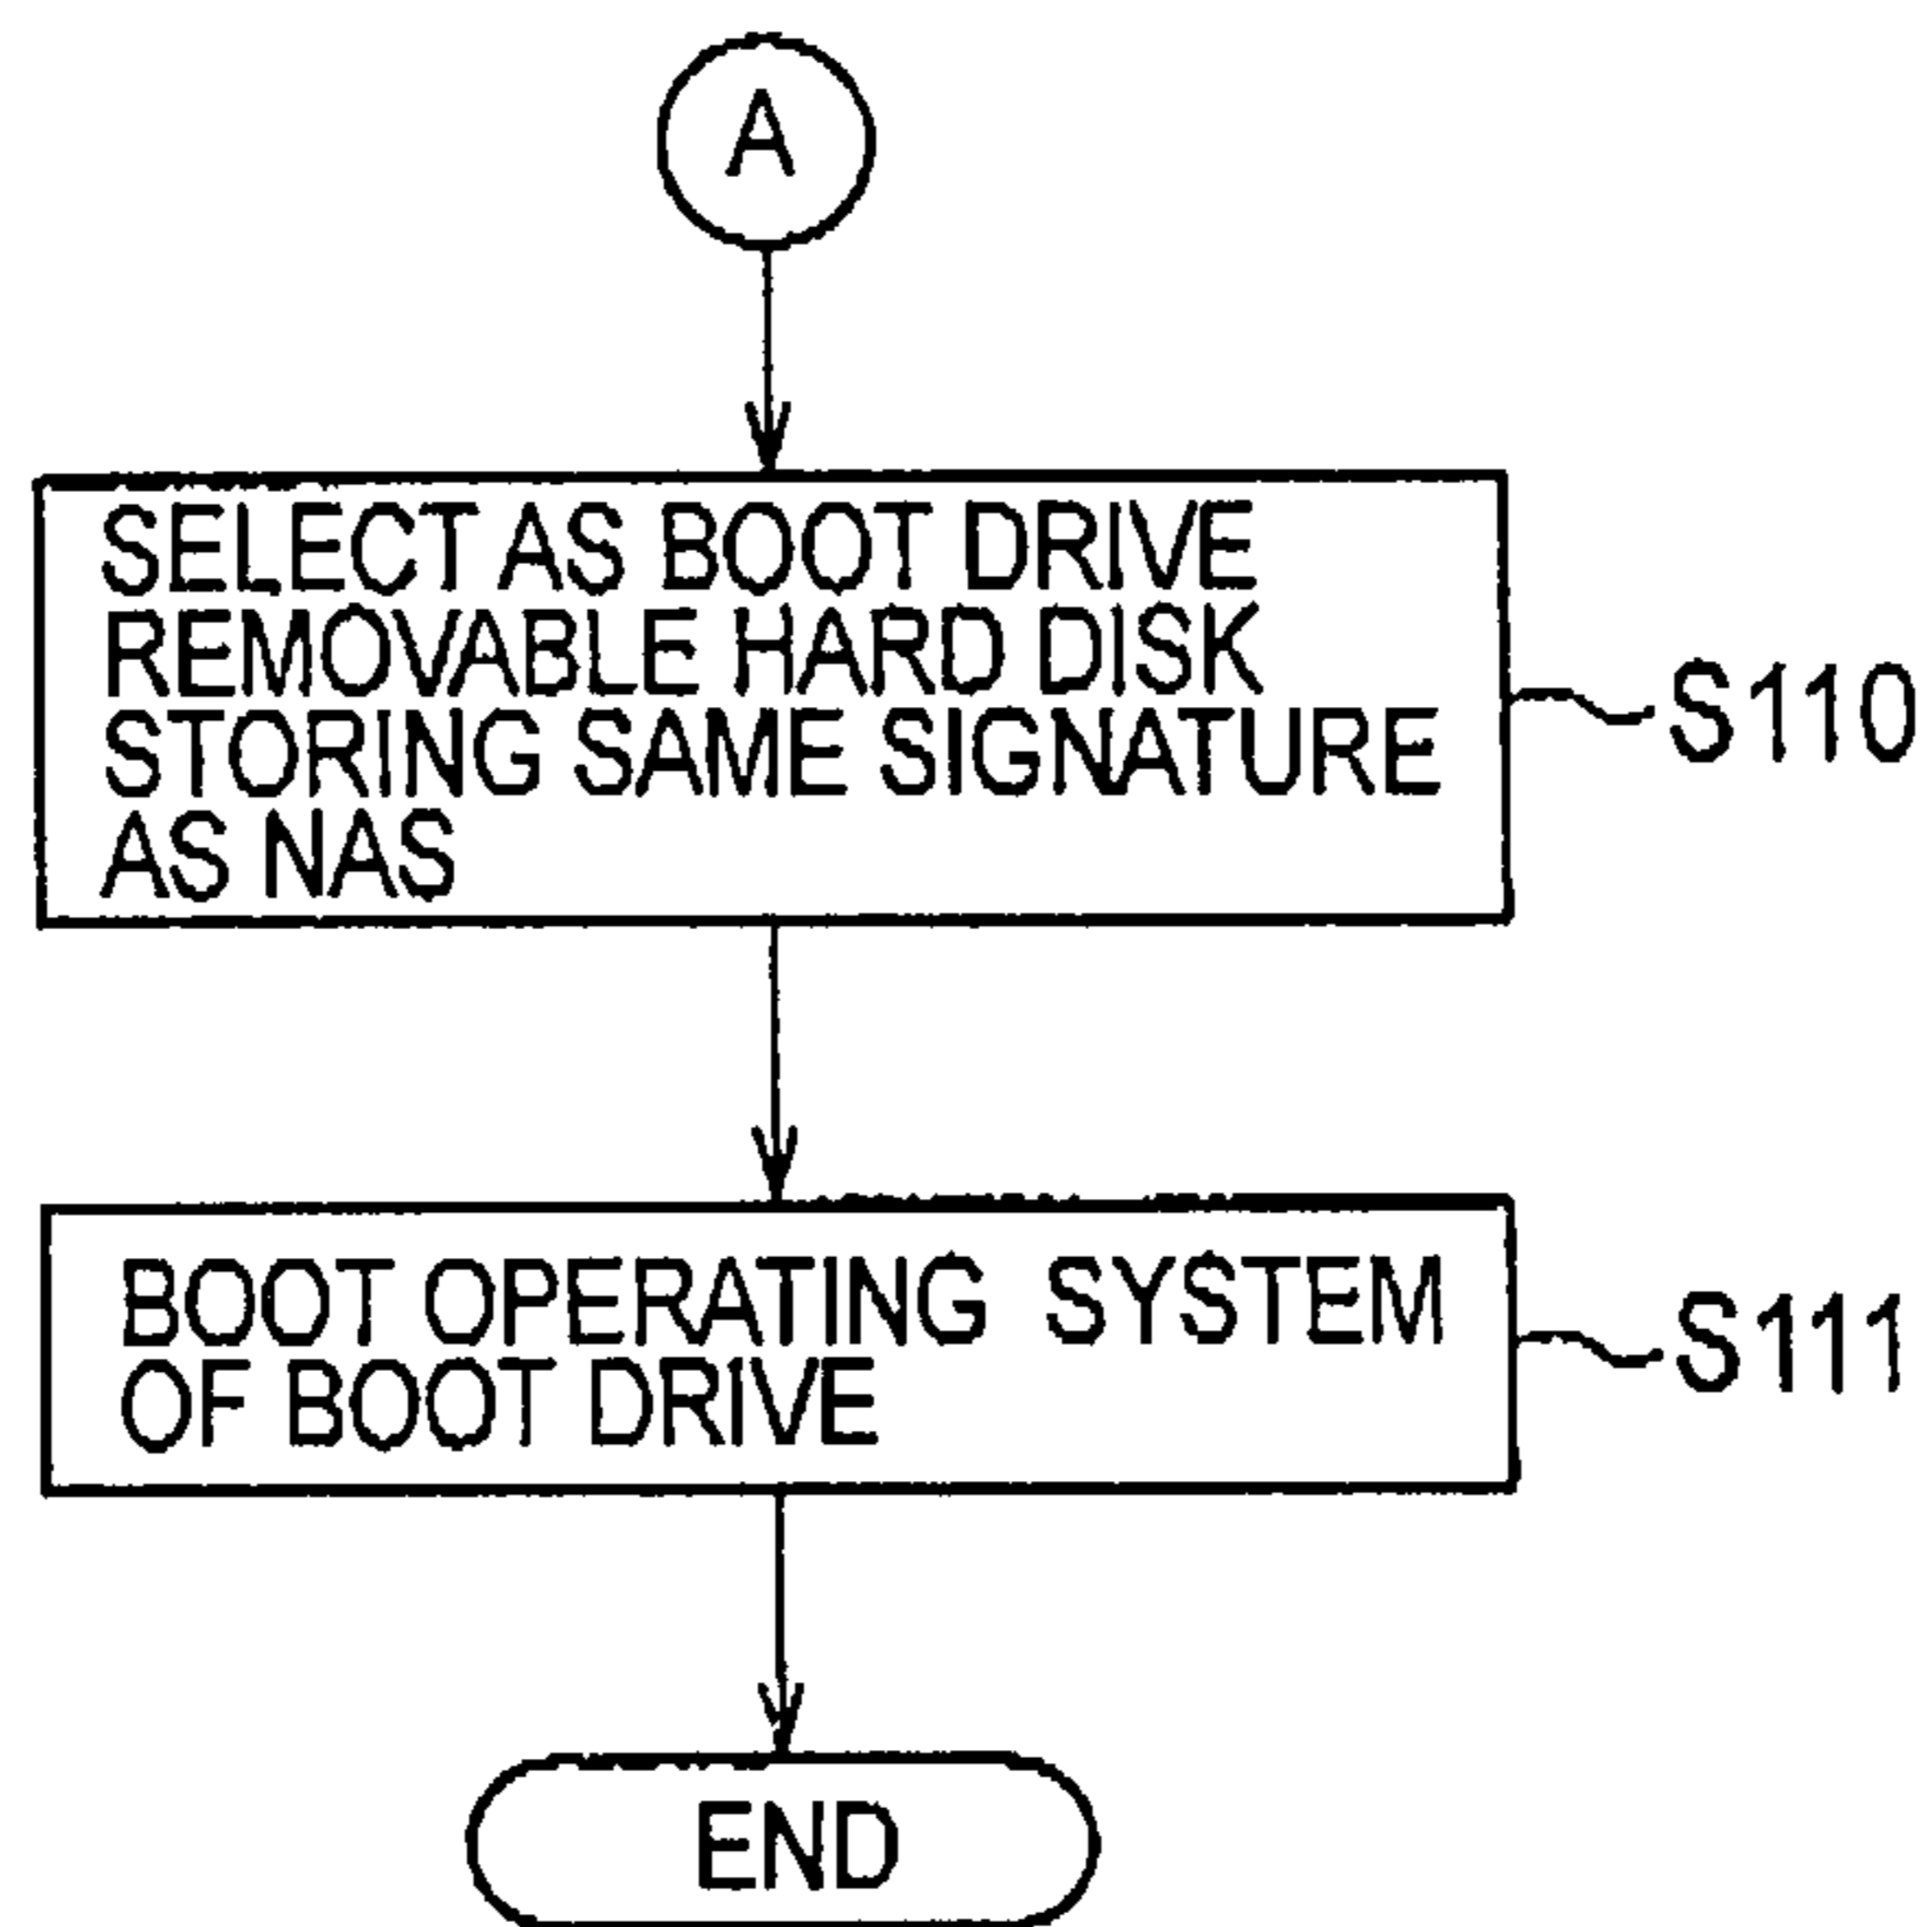 A
SELECT AS BOOT DRIVE
REMOVABLE HARD DISK
STORING SAME SIGNATURE
AS NAS
S110
BOOT OPERATING SYSTEM
OF BOOT DRIVE
S111
END